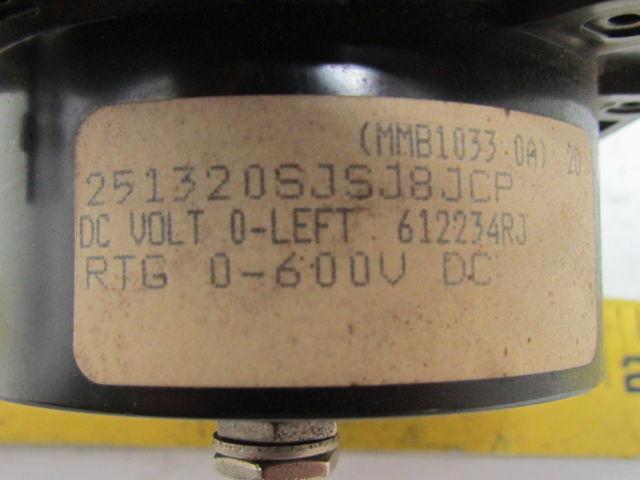 (MMB1033.0A) 20
251320SJSJ8JCP
DC VOLT 0-LEFT 612234RJ
RTG 0-600V DC